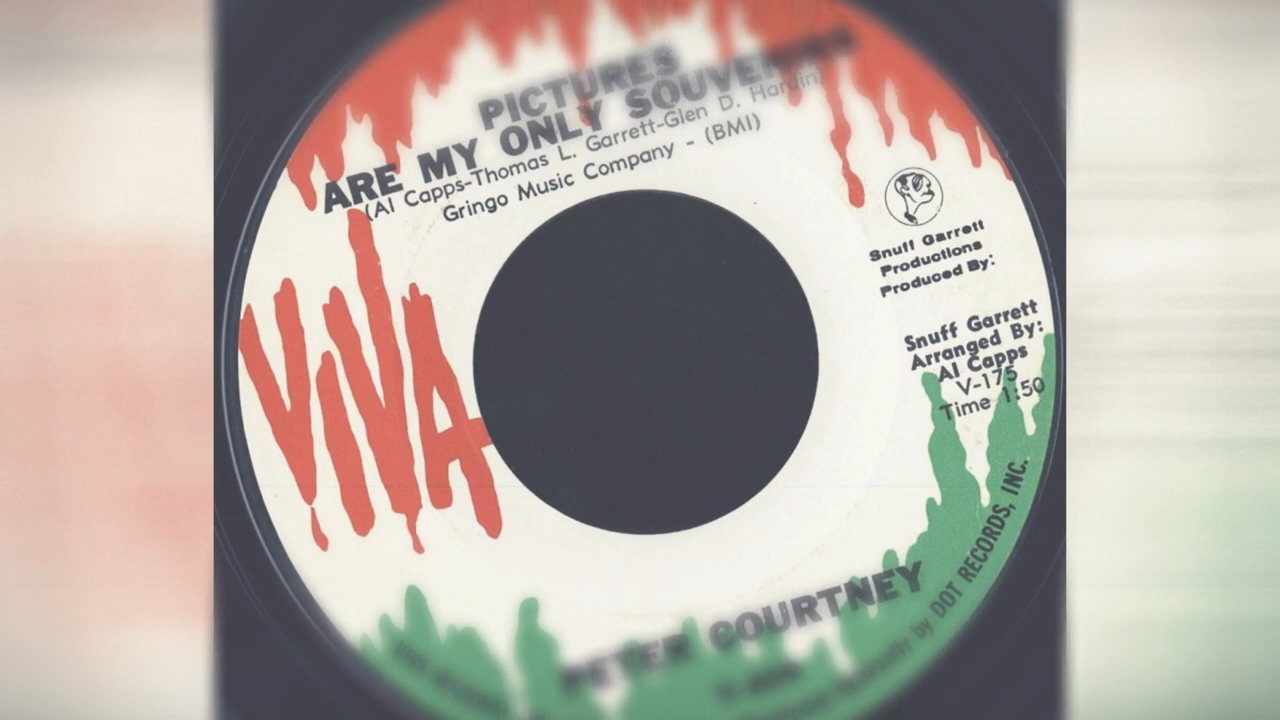 PICTURES
ARE MY ONLY SOUVENIRS
(Al Capps-Thomas L. Garrett-Glen D. Hardin)
Gringo Music Company - (BMI)
VIVA
Snuff Garrett
Productions
Produced By:
Snuff Garrett
Arranged By:
Al Capps
V-175
Time 1:50
PETER COURTNEY
by DOT RECORDS, INC.